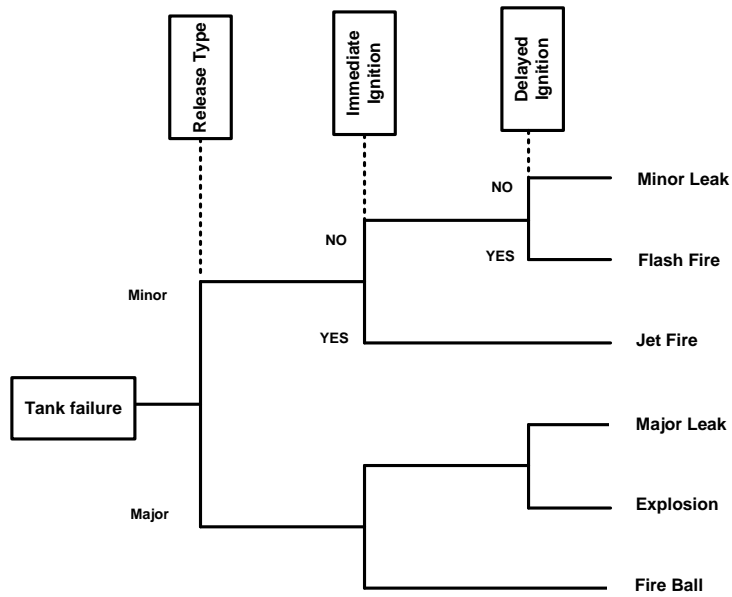 Release Type
Immediate
Ignition
Delayed
Ignition
NO
Minor Leak
NO
YES
Flash Fire
Minor
YES
Jet Fire
Tank failure
Major Leak
Major
Explosion
Fire Ball